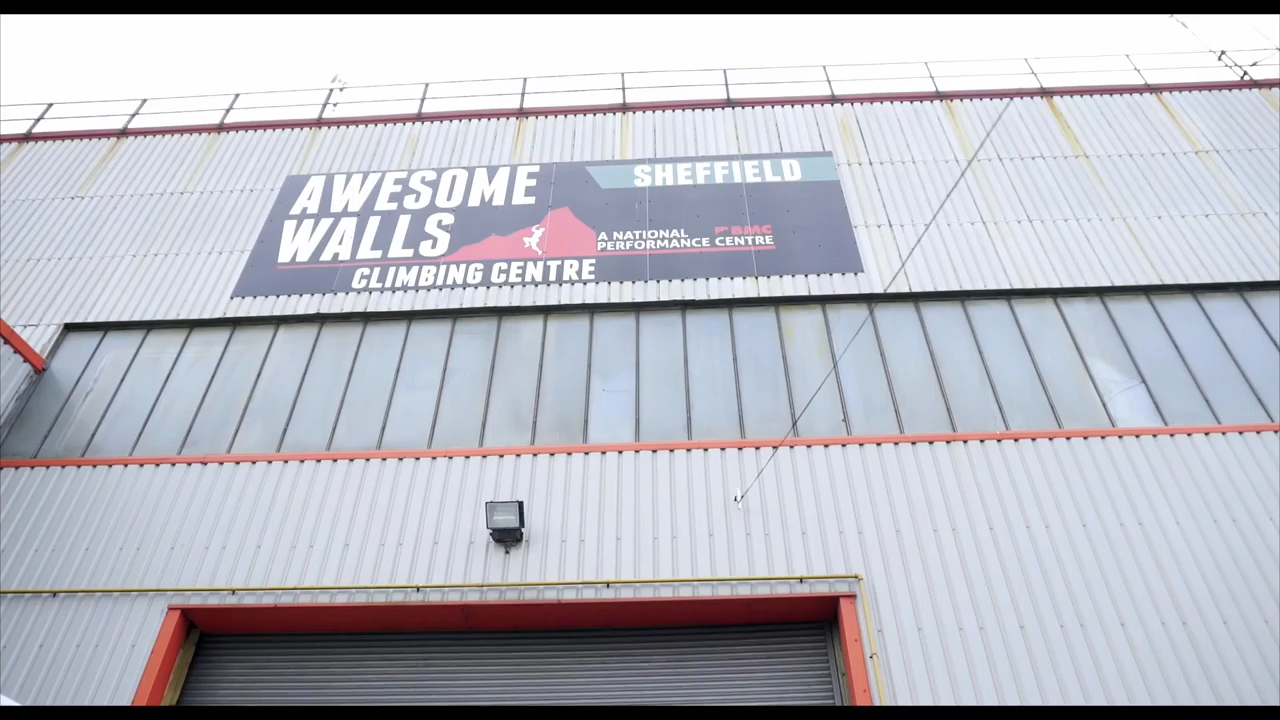 AWESOME
WALLS
CLIMBING CENTRE
SHEFFIELD
A NATIONAL BMC
PERFORMANCE CENTRE